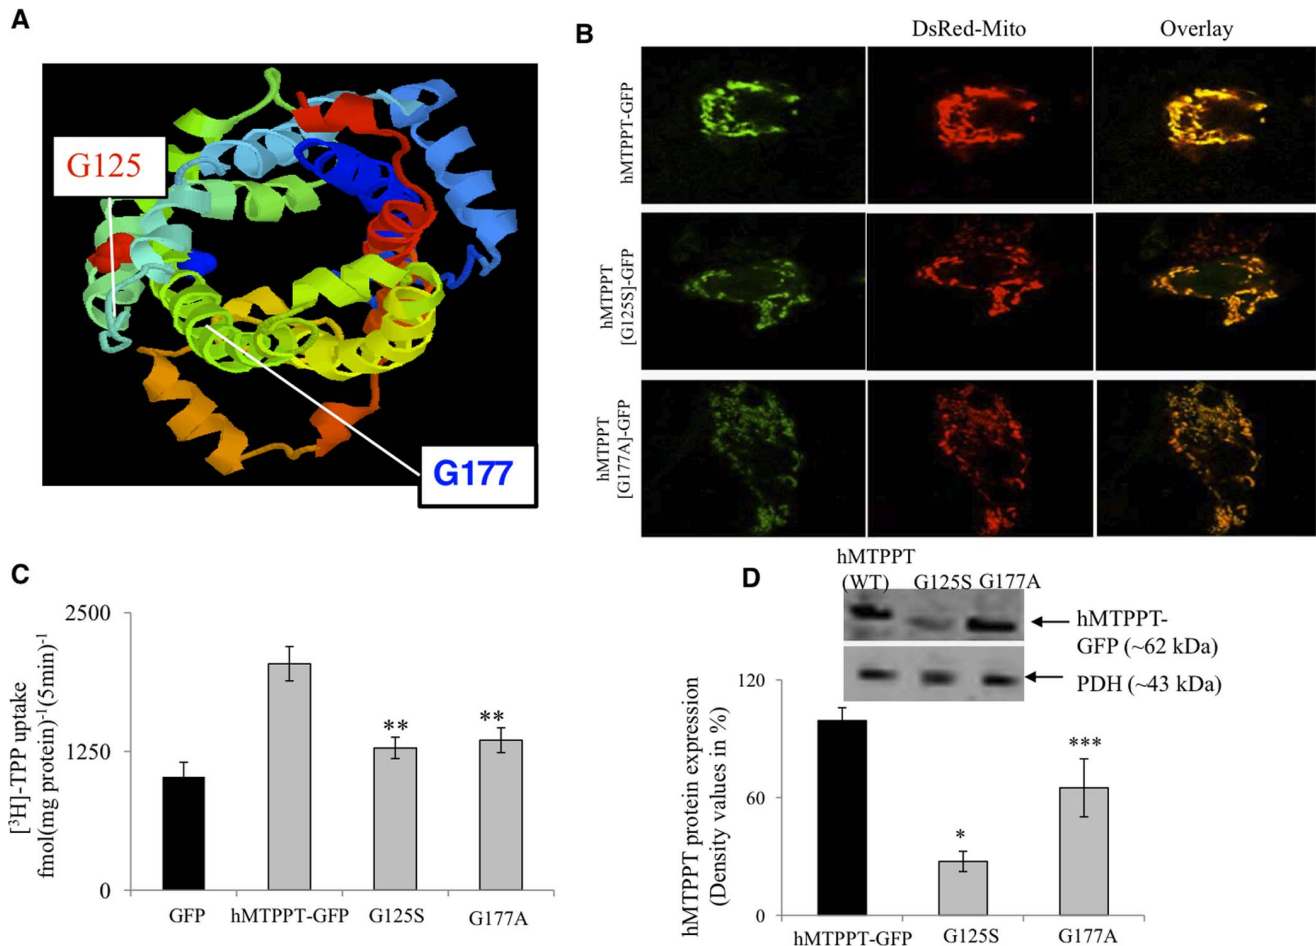 A
G125
G177
B
DsRed-Mito
Overlay
hMTPPT-GFP
hMTPPT
[G125S]-GFP
hMTPPT
[G177A]-GFP
C
[³H]-TPP uptake
fmol(mg protein)⁻¹(5min)⁻¹
2500
1250
0
**
**
GFP
hMTPPT-GFP
G125S
G177A
D
hMTPPT
(WT)
G125S
G177A
hMTPPT-
GFP (~62 kDa)
PDH (~43 kDa)
hMTPPT protein expression
(Density values in %)
120
60
0
*
***
hMTPPT-GFP
G125S
G177A